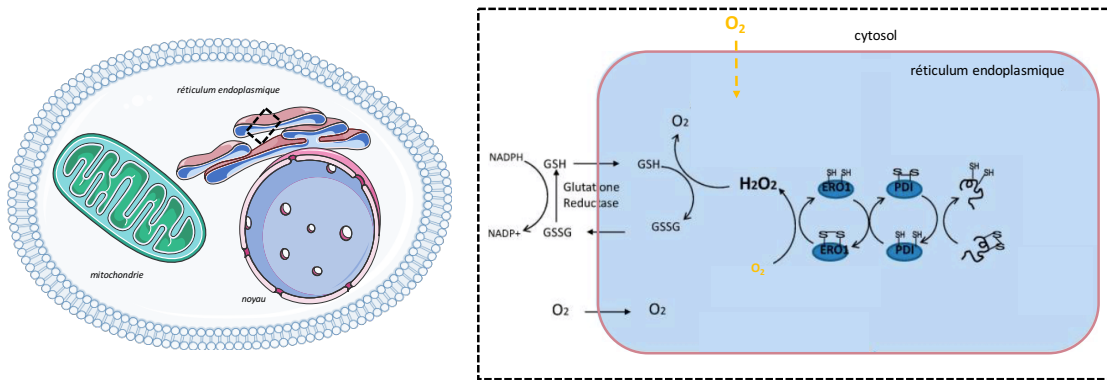 réticulum endoplasmique
mitochondrie
noyau
O2
cytosol
réticulum endoplasmique
O2
NADPH
GSH
GSH
H2O2
Glutatione
Reductase
NADP+
GSSG
GSSG
SH SH
ERO1
S S
PDI
SH
SH
S S
ERO1
SH SH
PDI
S
S
O2
O2
O2